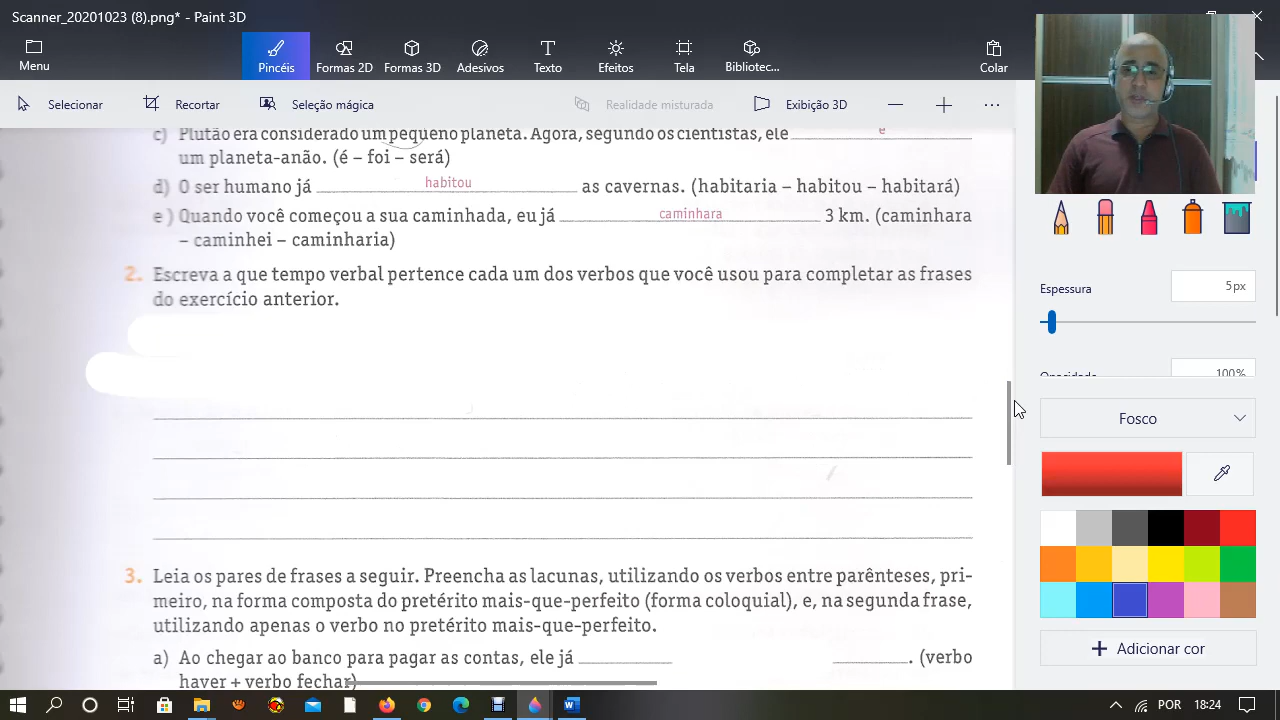 Scanner_20201023 (8).png* - Paint 3D
Menu
Pincéis
Formas 2D
Formas 3D
Adesivos
Texto
Efeitos
Tela
Bibliotec...
Colar
Selecionar
Recortar
Seleção mágica
Realidade misturada
Exibição 3D
c) Plutão era considerado um pequeno planeta. Agora, segundo os cientistas, ele é
um planeta-anão. (é – foi – será)
d) O ser humano já habitou as cavernas. (habitaria – habitou – habitará)
e) Quando você começou a sua caminhada, eu já caminhara 3 km. (caminhara
– caminhei – caminharia)
2. Escreva a que tempo verbal pertence cada um dos verbos que você usou para completar as frases
do exercício anterior.
3. Leia os pares de frases a seguir. Preencha as lacunas, utilizando os verbos entre parênteses, pri-
meiro, na forma composta do pretérito mais-que-perfeito (forma coloquial), e, na segunda frase,
utilizando apenas o verbo no pretérito mais-que-perfeito.
a) Ao chegar ao banco para pagar as contas, ele já ________ ________. (verbo
haver + verbo fechar)
Espessura
5px
Opacidade
100%
Fosco
Adicionar cor
POR
18:24